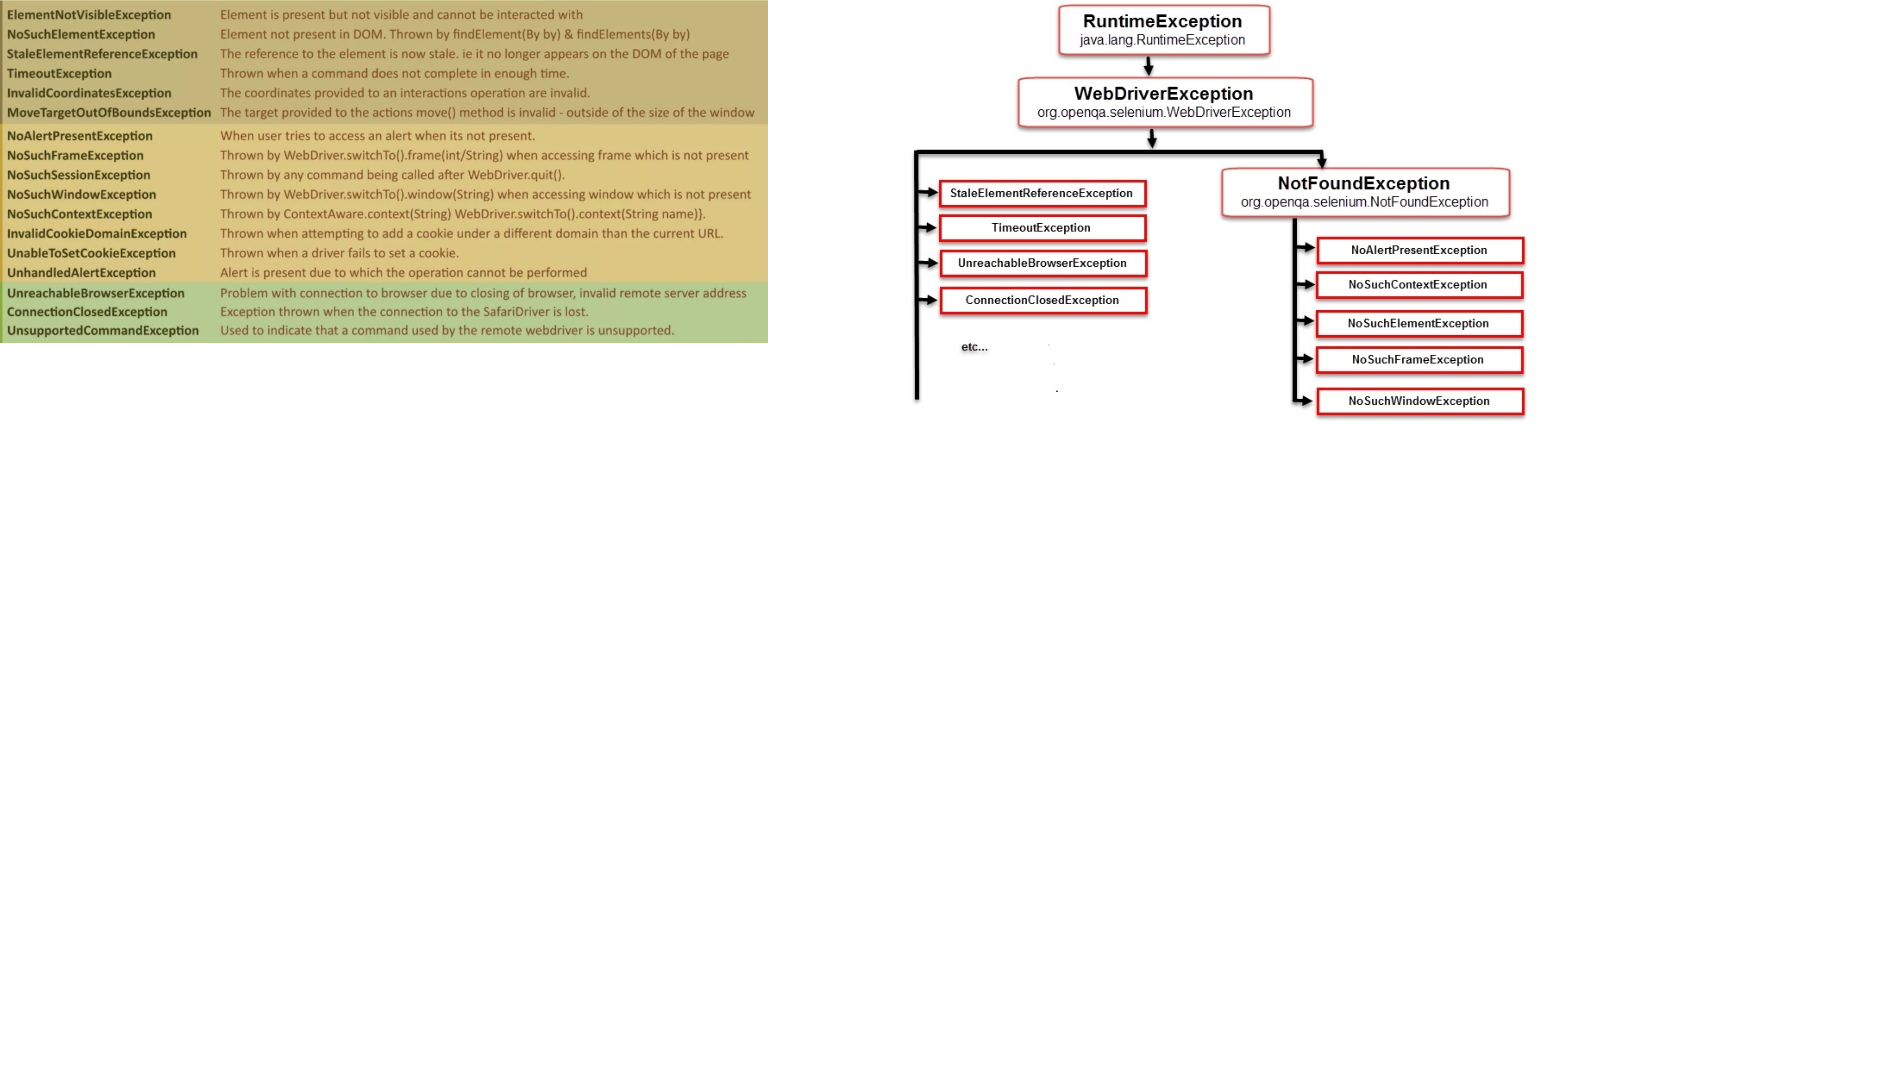 ElementNotVisibleException Element is present but not visible and cannot be interacted with
NoSuchElementException Element not present in DOM. Thrown by findElement(By by) & findElements(By by)
StaleElementReferenceException The reference to the element is now stale. ie it no longer appears on the DOM of the page
TimeoutException Thrown when a command does not complete in enough time.
InvalidCoordinatesException The coordinates provided to an interactions operation are invalid.
MoveTargetOutOfBoundsException The target provided to the actions move() method is invalid - outside of the size of the window
NoAlertPresentException When user tries to access an alert when its not present.
NoSuchFrameException Thrown by WebDriver.switchTo().frame(int/String) when accessing frame which is not present
NoSuchSessionException Thrown by any command being called after WebDriver.quit().
NoSuchWindowException Thrown by WebDriver.switchTo().window(String) when accessing window which is not present
NoSuchContextException Thrown by ContextAware.context(String) WebDriver.switchTo().context(String name)}.
InvalidCookieDomainException Thrown when attempting to add a cookie under a different domain than the current URL.
UnableToSetCookieException Thrown when a driver fails to set a cookie.
UnhandledAlertException Alert is present due to which the operation cannot be performed
UnreachableBrowserException Problem with connection to browser due to closing of browser, invalid remote server address
ConnectionClosedException Exception thrown when the connection to the SafariDriver is lost.
UnsupportedCommandException Used to indicate that a command used by the remote webdriver is unsupported.
RuntimeException
java.lang.RuntimeException
WebDriverException
org.openqa.selenium.WebDriverException
StaleElementReferenceException
TimeoutException
UnreachableBrowserException
ConnectionClosedException
etc...
NotFoundException
org.openqa.selenium.NotFoundException
NoAlertPresentException
NoSuchContextException
NoSuchElementException
NoSuchFrameException
NoSuchWindowException